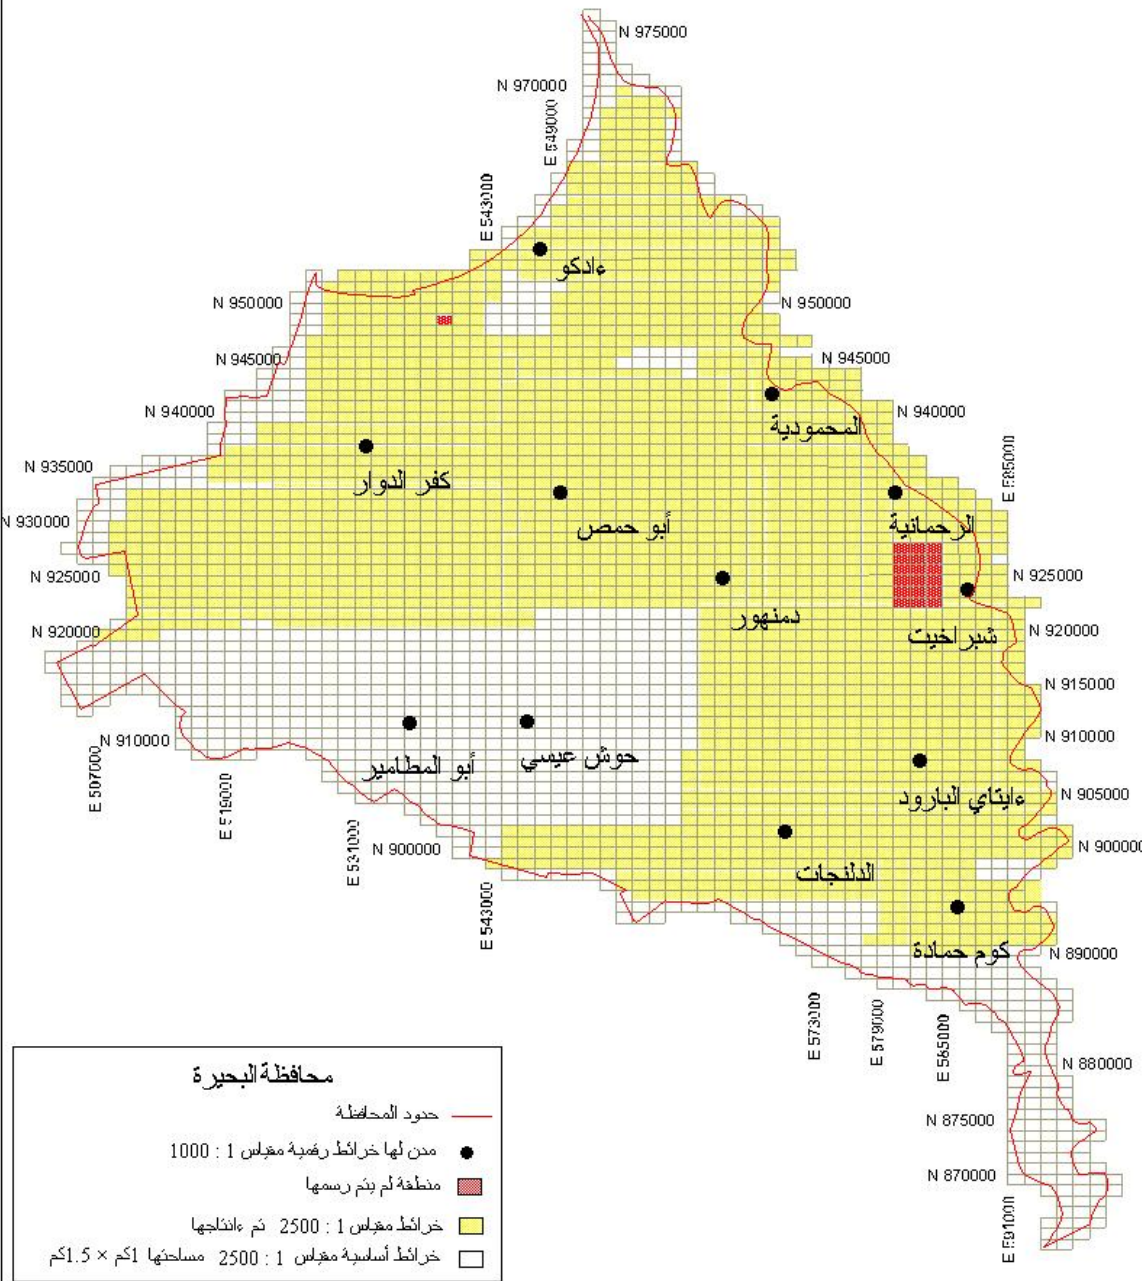 N 975000
N 970000
E 549000
E 543000
ءادكو
N 950000
N 950000
N 945000
N 945000
N 940000
N 940000
المحمودية
N 935000
كفر الدوار
E 585000
N 930000
أبو حمص
الرحمانية
N 925000
N 925000
دمنهور
شبراخيت
N 920000
N 920000
N 915000
N 910000
N 910000
حوش عيسي
أبو المطامير
E 507000
E 519000
ءايتاي البارود
N 905000
E 531000
N 900000
N 900000
الدلنجات
E 543000
كوم حمادة
N 890000
E 573000
E 579000
E 585000
N 880000
N 875000
N 870000
E 591000
محافظة البحيرة
حدود المحافظة
مدن لها خرائط رقمية مقياس 1 : 1000
منطقة لم يتم رسمها
خرائط مقياس 1 : 2500 تم ءانتاجها
خرائط أساسية مقياس 1 : 2500 مساحتها 1كم × 1.5كم